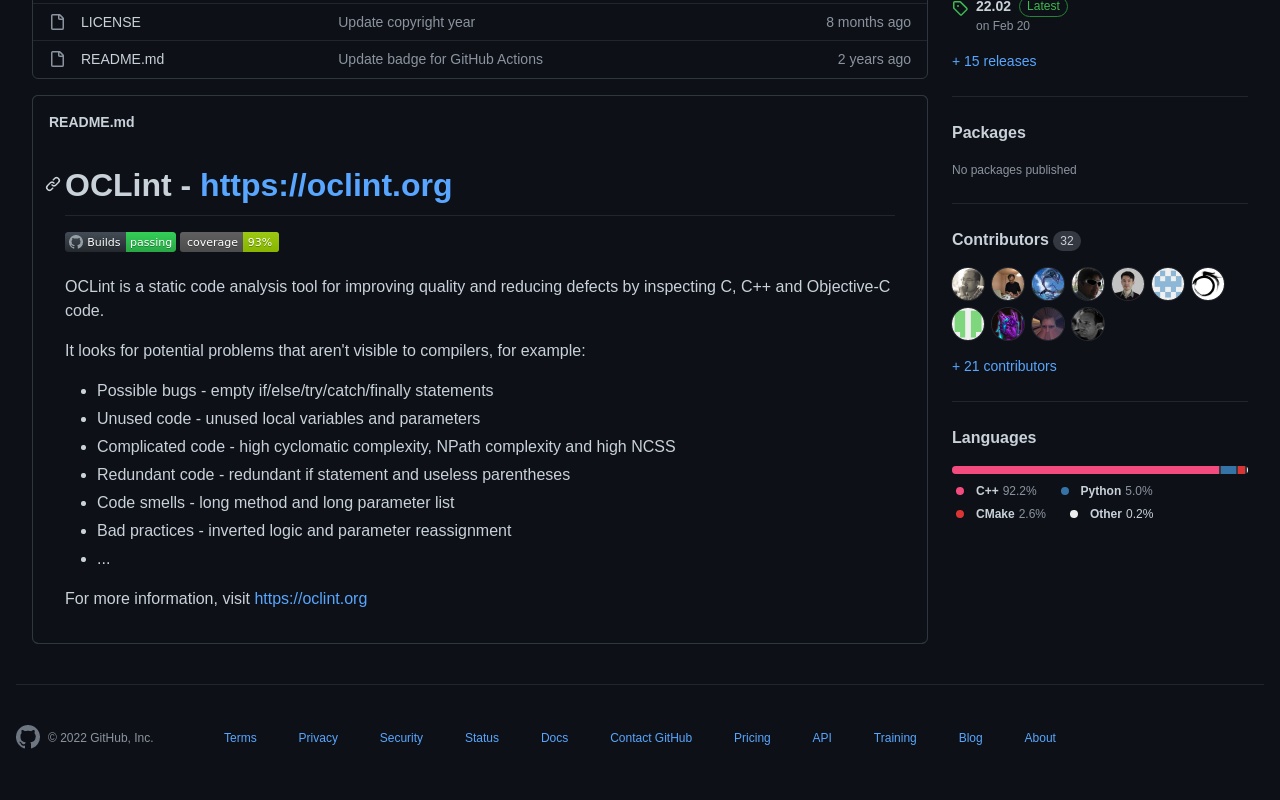 LICENSE Update copyright year 8 months ago
README.md Update badge for GitHub Actions 2 years ago
README.md
OCLint - https://oclint.org
Builds passing coverage 93%
OCLint is a static code analysis tool for improving quality and reducing defects by inspecting C, C++ and Objective-C
code.
It looks for potential problems that aren't visible to compilers, for example:
• Possible bugs - empty if/else/try/catch/finally statements
• Unused code - unused local variables and parameters
• Complicated code - high cyclomatic complexity, NPath complexity and high NCSS
• Redundant code - redundant if statement and useless parentheses
• Code smells - long method and long parameter list
• Bad practices - inverted logic and parameter reassignment
• ...
For more information, visit https://oclint.org
22.02 Latest
on Feb 20
+ 15 releases
Packages
No packages published
Contributors 32
+ 21 contributors
Languages
C++ 92.2% Python 5.0%
CMake 2.6% Other 0.2%
© 2022 GitHub, Inc. Terms Privacy Security Status Docs Contact GitHub Pricing API Training Blog About